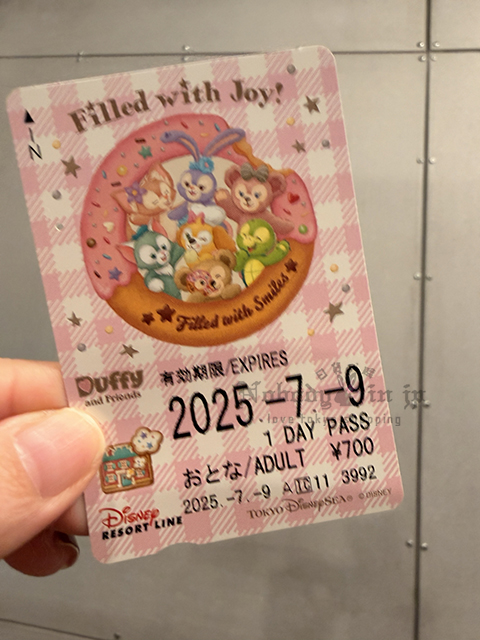 Filled with Joy!
IN
Filled with Smiles
Duffy
and Friends
有効期限/EXPIRES
2025-7.-9
1 DAY PASS
おとな/ADULT ¥700
2025.-7.-9 A IC 11 3992
Disney
RESORT LINE
TOKYO DisneySEA® © DISNEY